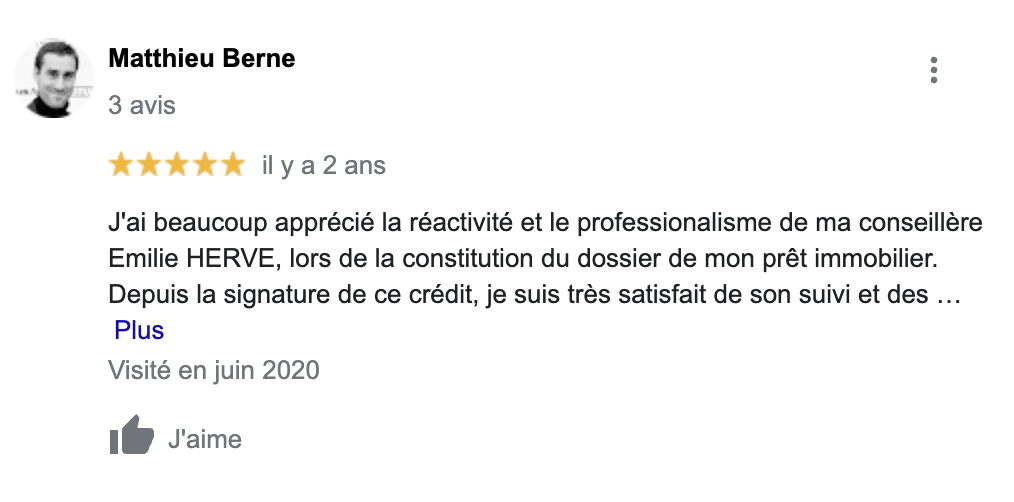 Matthieu Berne
3 avis
il y a 2 ans
J'ai beaucoup apprécié la réactivité et le professionalisme de ma conseillère
Emilie HERVE, lors de la constitution du dossier de mon prêt immobilier.
Depuis la signature de ce crédit, je suis très satisfait de son suivi et des …
Plus
Visité en juin 2020
J'aime